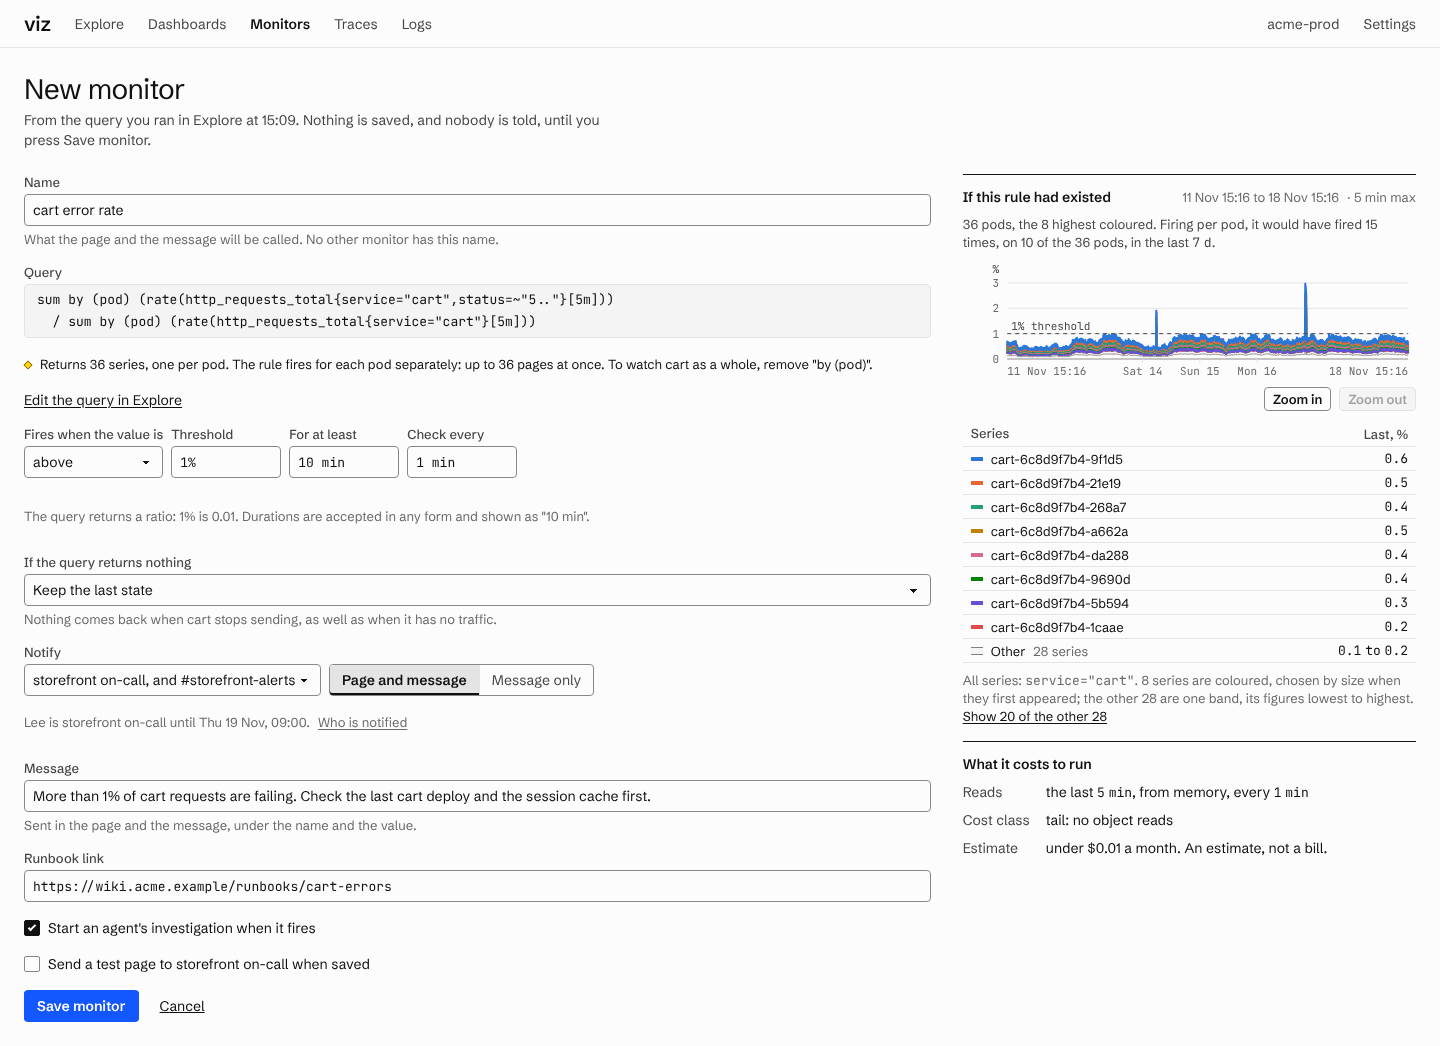 viz Explore Dashboards Monitors Traces Logs acme-prod Settings
New monitor
From the query you ran in Explore at 15:09. Nothing is saved, and nobody is told, until you
press Save monitor.
Name
cart error rate
What the page and the message will be called. No other monitor has this name.
Query
sum by (pod) (rate(http_requests_total{service="cart",status=~"5.."}[5m]))
/ sum by (pod) (rate(http_requests_total{service="cart"}[5m]))
Returns 36 series, one per pod. The rule fires for each pod separately: up to 36 pages at once. To watch cart as a whole, remove "by (pod)".
Edit the query in Explore
Fires when the value is Threshold For at least Check every
above 1% 10 min 1 min
The query returns a ratio: 1% is 0.01. Durations are accepted in any form and shown as "10 min".
If the query returns nothing
Keep the last state
Nothing comes back when cart stops sending, as well as when it has no traffic.
Notify
storefront on-call, and #storefront-alerts Page and message Message only
Lee is storefront on-call until Thu 19 Nov, 09:00. Who is notified
Message
More than 1% of cart requests are failing. Check the last cart deploy and the session cache first.
Sent in the page and the message, under the name and the value.
Runbook link
https://wiki.acme.example/runbooks/cart-errors
Start an agent's investigation when it fires
Send a test page to storefront on-call when saved
Save monitor Cancel
If this rule had existed 11 Nov 15:16 to 18 Nov 15:16 · 5 min max
36 pods, the 8 highest coloured. Firing per pod, it would have fired 15
times, on 10 of the 36 pods, in the last 7 d.
%
3
2
1% threshold
1
0
11 Nov 15:16 Sat 14 Sun 15 Mon 16 18 Nov 15:16
Zoom in Zoom out
Series Last, %
cart-6c8d9f7b4-9f1d5 0.6
cart-6c8d9f7b4-21e19 0.5
cart-6c8d9f7b4-268a7 0.4
cart-6c8d9f7b4-a662a 0.5
cart-6c8d9f7b4-da288 0.4
cart-6c8d9f7b4-9690d 0.4
cart-6c8d9f7b4-5b594 0.3
cart-6c8d9f7b4-1caae 0.2
Other 28 series 0.1 to 0.2
All series: service="cart". 8 series are coloured, chosen by size when
they first appeared; the other 28 are one band, its figures lowest to highest.
Show 20 of the other 28
What it costs to run
Reads the last 5 min, from memory, every 1 min
Cost class tail: no object reads
Estimate under $0.01 a month. An estimate, not a bill.